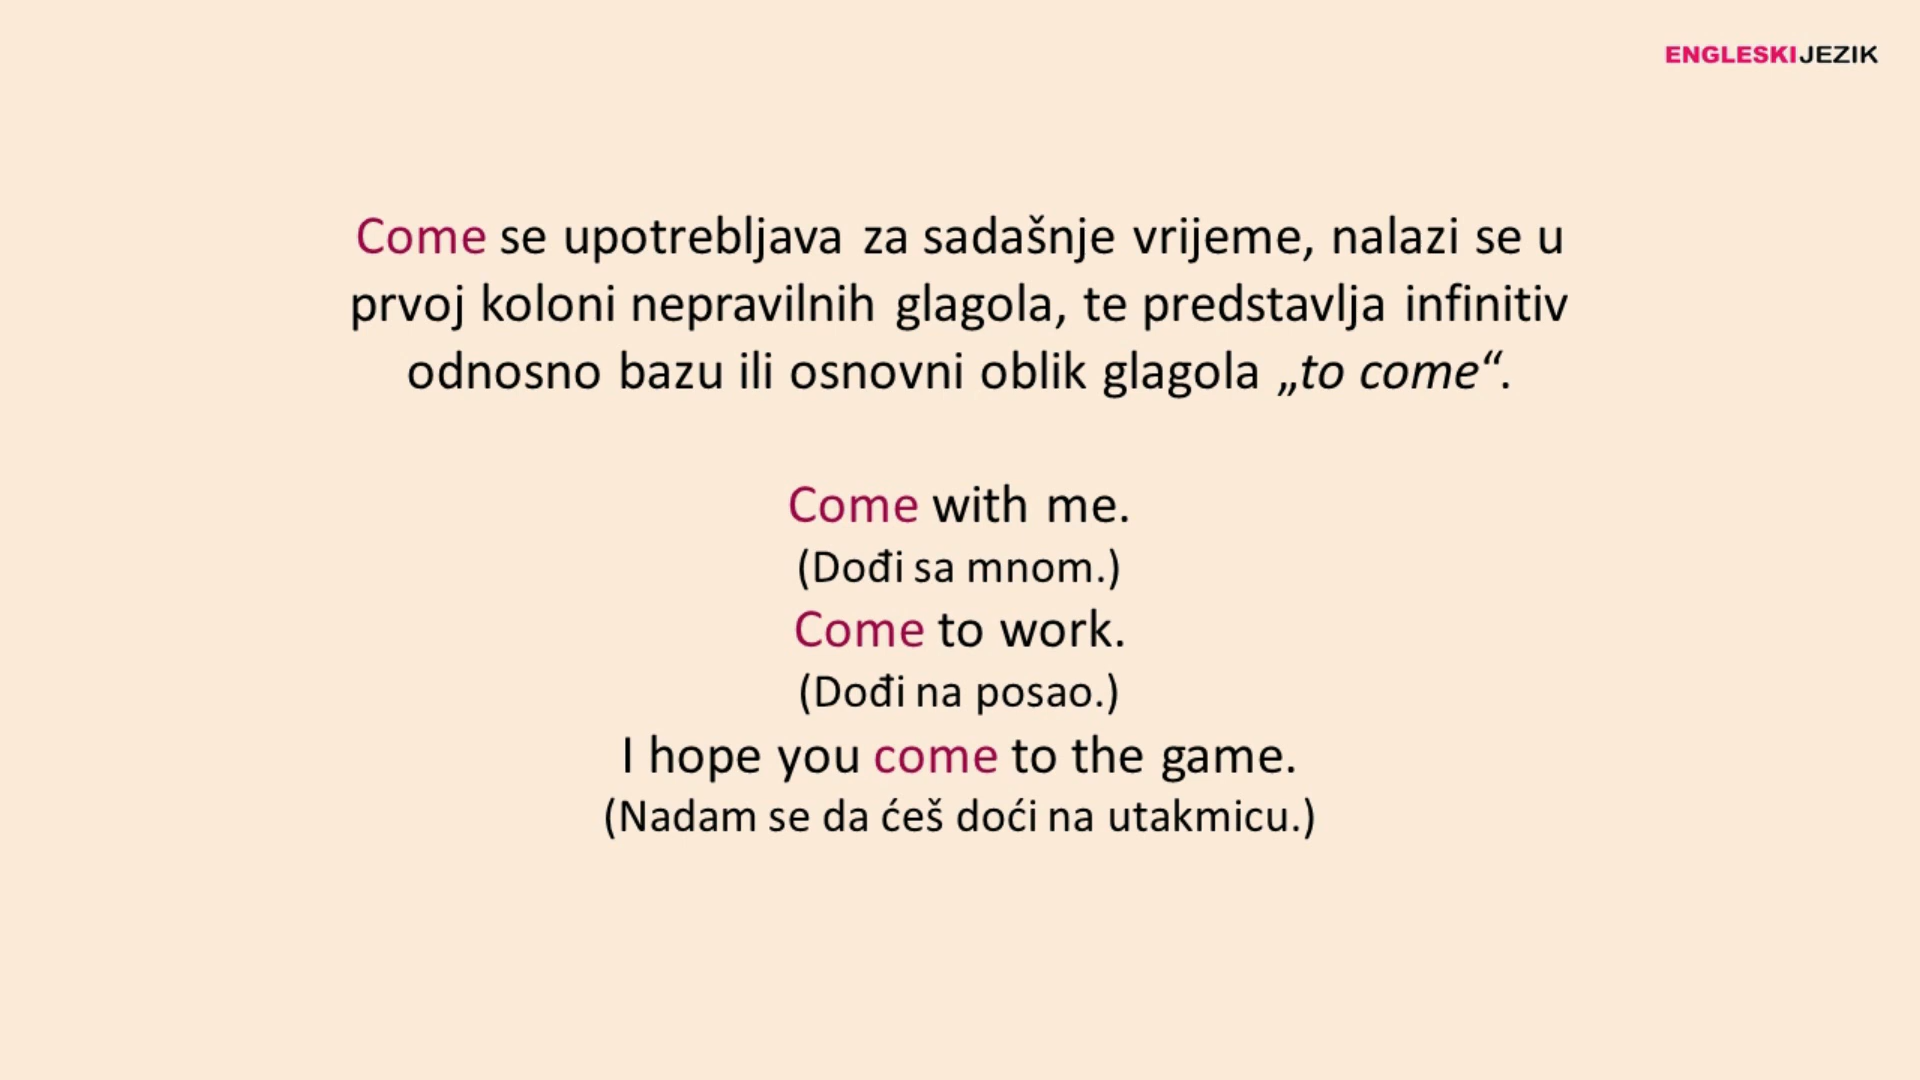 ENGLESKIJEZIK
Come se upotrebljava za sadašnje vrijeme, nalazi se u
prvoj koloni nepravilnih glagola, te predstavlja infinitiv
odnosno bazu ili osnovni oblik glagola „to come“.
Come with me.
(Dođi sa mnom.)
Come to work.
(Dođi na posao.)
I hope you come to the game.
(Nadam se da ćeš doći na utakmicu.)